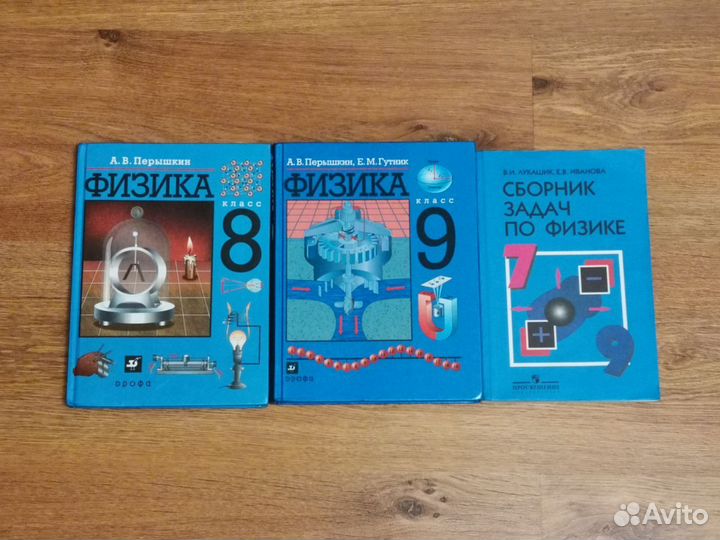 А. В. Перышкин
ФИЗИКА
класс
8
дрофа
А. В. Перышкин, Е. М. Гутник
ФИЗИКА
класс
9
дрофа
В.И. ЛУКАШИК, Е.В. ИВАНОВА
СБОРНИК
ЗАДАЧ
ПО ФИЗИКЕ
7
9
ПРОСВЕЩЕНИЕ
Avito